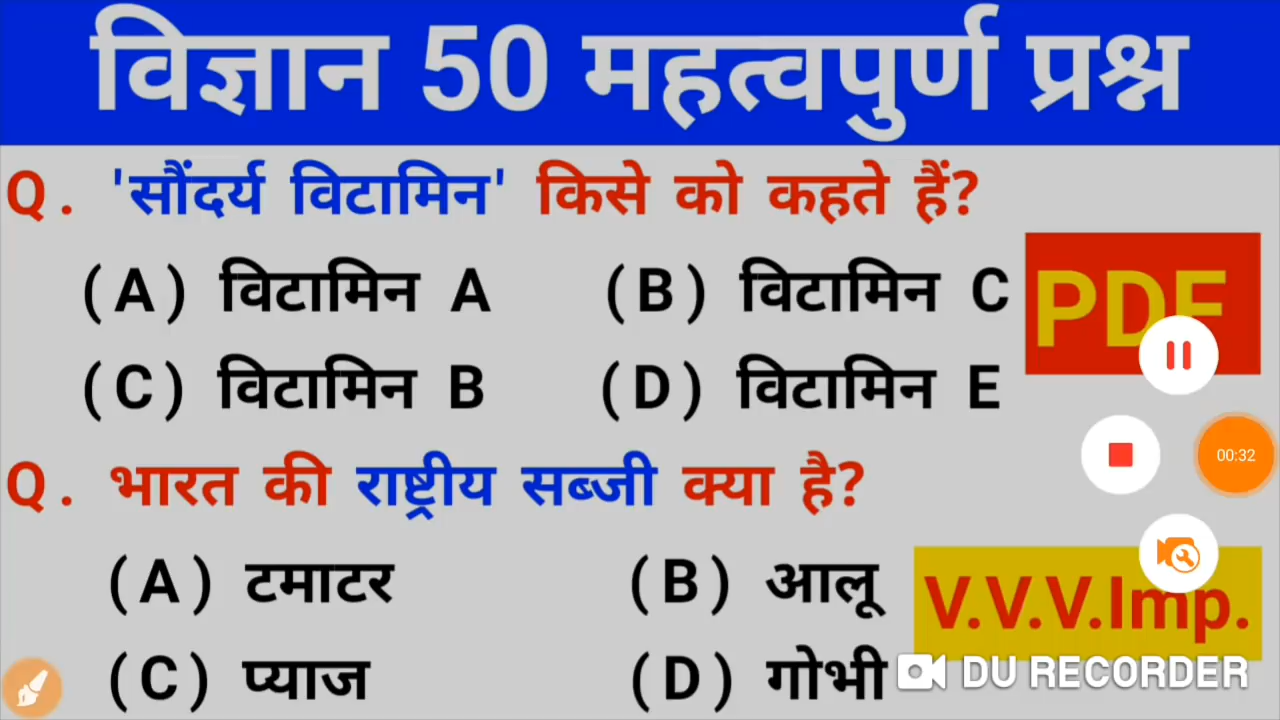 विज्ञान 50 महत्वपुर्ण प्रश्न
Q. 'सौंदर्य विटामिन' किसे को कहते हैं?
(A) विटामिन A (B) विटामिन C
(C) विटामिन B (D) विटामिन E
PDF
00:32
Q. भारत की राष्ट्रीय सब्जी क्या है?
(A) टमाटर (B) आलू
(C) प्याज (D) गोभी
V.V.V.Imp.
DU RECORDER